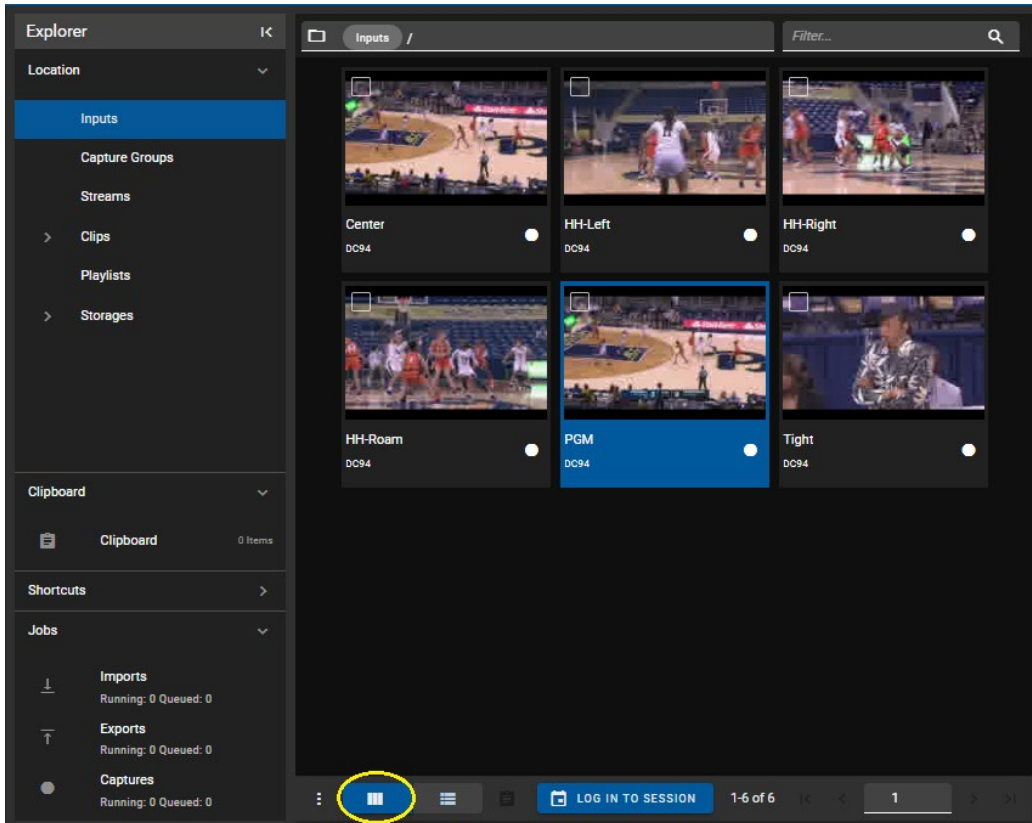 Explorer
Location
Inputs
Capture Groups
Streams
Clips
Playlists
Storages
Clipboard
Clipboard 0 Items
Shortcuts
Jobs
Imports
Running: 0 Queued: 0
Exports
Running: 0 Queued: 0
Captures
Running: 0 Queued: 0
Inputs /
Filter...
Center
DC94
HH-Left
DC94
HH-Right
DC94
HH-Roam
DC94
PGM
DC94
Tight
DC94
LOG IN TO SESSION 1-6 of 6 1